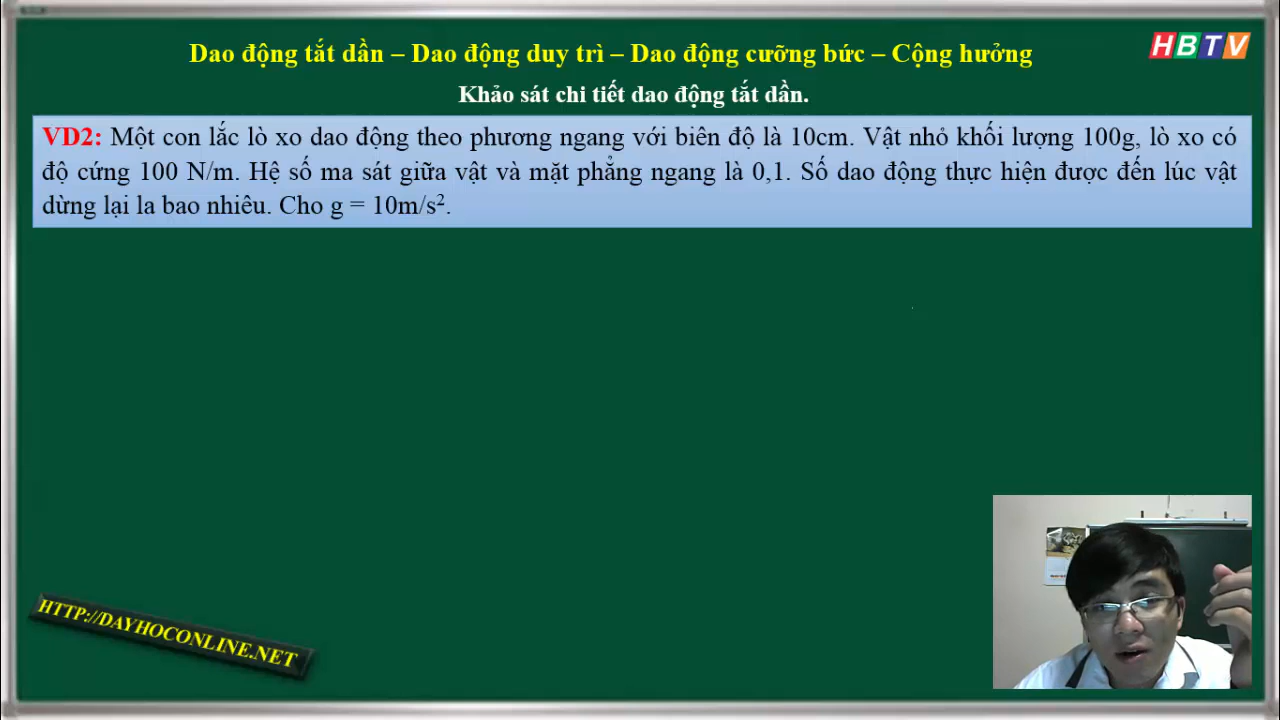 Dao động tắt dần – Dao động duy trì – Dao động cưỡng bức – Cộng hưởng
HBTV
Khảo sát chi tiết dao động tắt dần.
VD2: Một con lắc lò xo dao động theo phương ngang với biên độ là 10cm. Vật nhỏ khối lượng 100g, lò xo có
độ cứng 100 N/m. Hệ số ma sát giữa vật và mặt phẳng ngang là 0,1. Số dao động thực hiện được đến lúc vật
dừng lại la bao nhiêu. Cho g = 10m/s².
HTTP://DAYHOCONLINE.NET